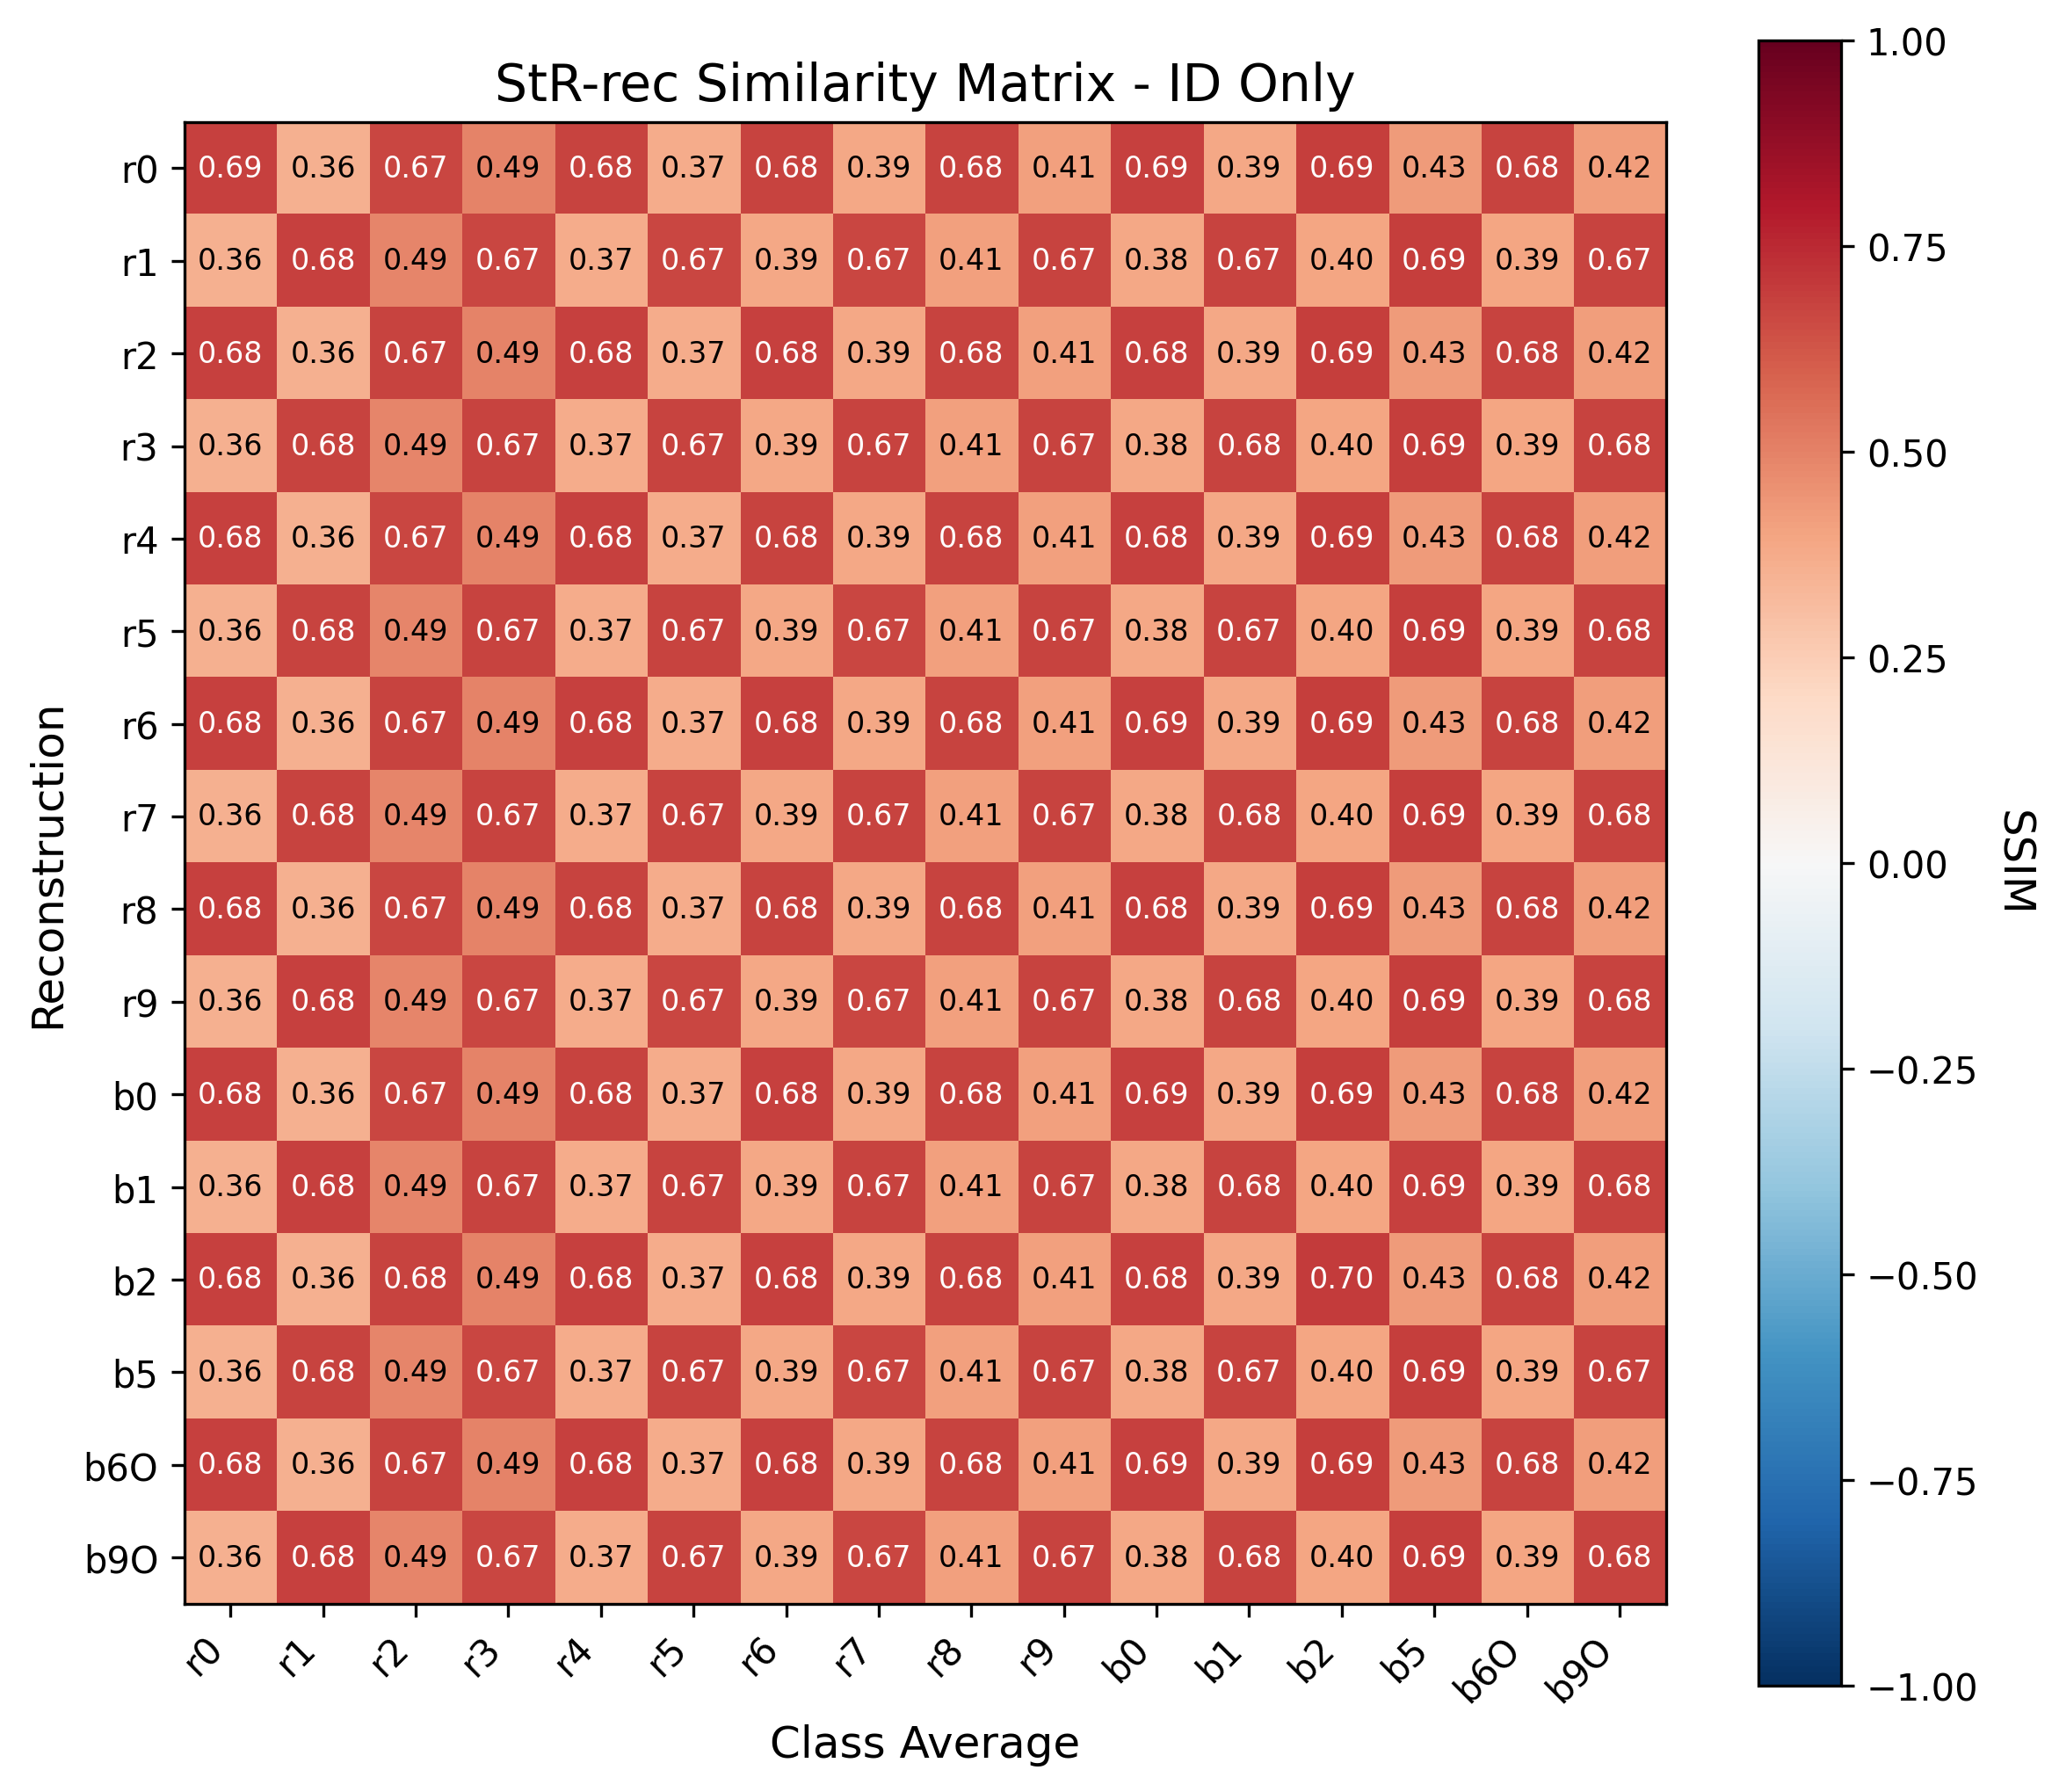 StR-rec Similarity Matrix - ID Only
r0 0.69 0.36 0.67 0.49 0.68 0.37 0.68 0.39 0.68 0.41 0.69 0.39 0.69 0.43 0.68 0.42
r1 0.36 0.68 0.49 0.67 0.37 0.67 0.39 0.67 0.41 0.67 0.38 0.67 0.40 0.69 0.39 0.67
r2 0.68 0.36 0.67 0.49 0.68 0.37 0.68 0.39 0.68 0.41 0.68 0.39 0.69 0.43 0.68 0.42
r3 0.36 0.68 0.49 0.67 0.37 0.67 0.39 0.67 0.41 0.67 0.38 0.68 0.40 0.69 0.39 0.68
r4 0.68 0.36 0.67 0.49 0.68 0.37 0.68 0.39 0.68 0.41 0.68 0.39 0.69 0.43 0.68 0.42
r5 0.36 0.68 0.49 0.67 0.37 0.67 0.39 0.67 0.41 0.67 0.38 0.67 0.40 0.69 0.39 0.68
r6 0.68 0.36 0.67 0.49 0.68 0.37 0.68 0.39 0.68 0.41 0.69 0.39 0.69 0.43 0.68 0.42
r7 0.36 0.68 0.49 0.67 0.37 0.67 0.39 0.67 0.41 0.67 0.38 0.68 0.40 0.69 0.39 0.68
r8 0.68 0.36 0.67 0.49 0.68 0.37 0.68 0.39 0.68 0.41 0.68 0.39 0.69 0.43 0.68 0.42
r9 0.36 0.68 0.49 0.67 0.37 0.67 0.39 0.67 0.41 0.67 0.38 0.68 0.40 0.69 0.39 0.68
b0 0.68 0.36 0.67 0.49 0.68 0.37 0.68 0.39 0.68 0.41 0.69 0.39 0.69 0.43 0.68 0.42
b1 0.36 0.68 0.49 0.67 0.37 0.67 0.39 0.67 0.41 0.67 0.38 0.68 0.40 0.69 0.39 0.68
b2 0.68 0.36 0.68 0.49 0.68 0.37 0.68 0.39 0.68 0.41 0.68 0.39 0.70 0.43 0.68 0.42
b5 0.36 0.68 0.49 0.67 0.37 0.67 0.39 0.67 0.41 0.67 0.38 0.67 0.40 0.69 0.39 0.67
b6O 0.68 0.36 0.67 0.49 0.68 0.37 0.68 0.39 0.68 0.41 0.69 0.39 0.69 0.43 0.68 0.42
b9O 0.36 0.68 0.49 0.67 0.37 0.67 0.39 0.67 0.41 0.67 0.38 0.68 0.40 0.69 0.39 0.68
r0 r1 r2 r3 r4 r5 r6 r7 r8 r9 b0 b1 b2 b5 b6O b9O
Class Average
Reconstruction
1.00
0.75
0.50
0.25
0.00
−0.25
−0.50
−0.75
−1.00
SSIM